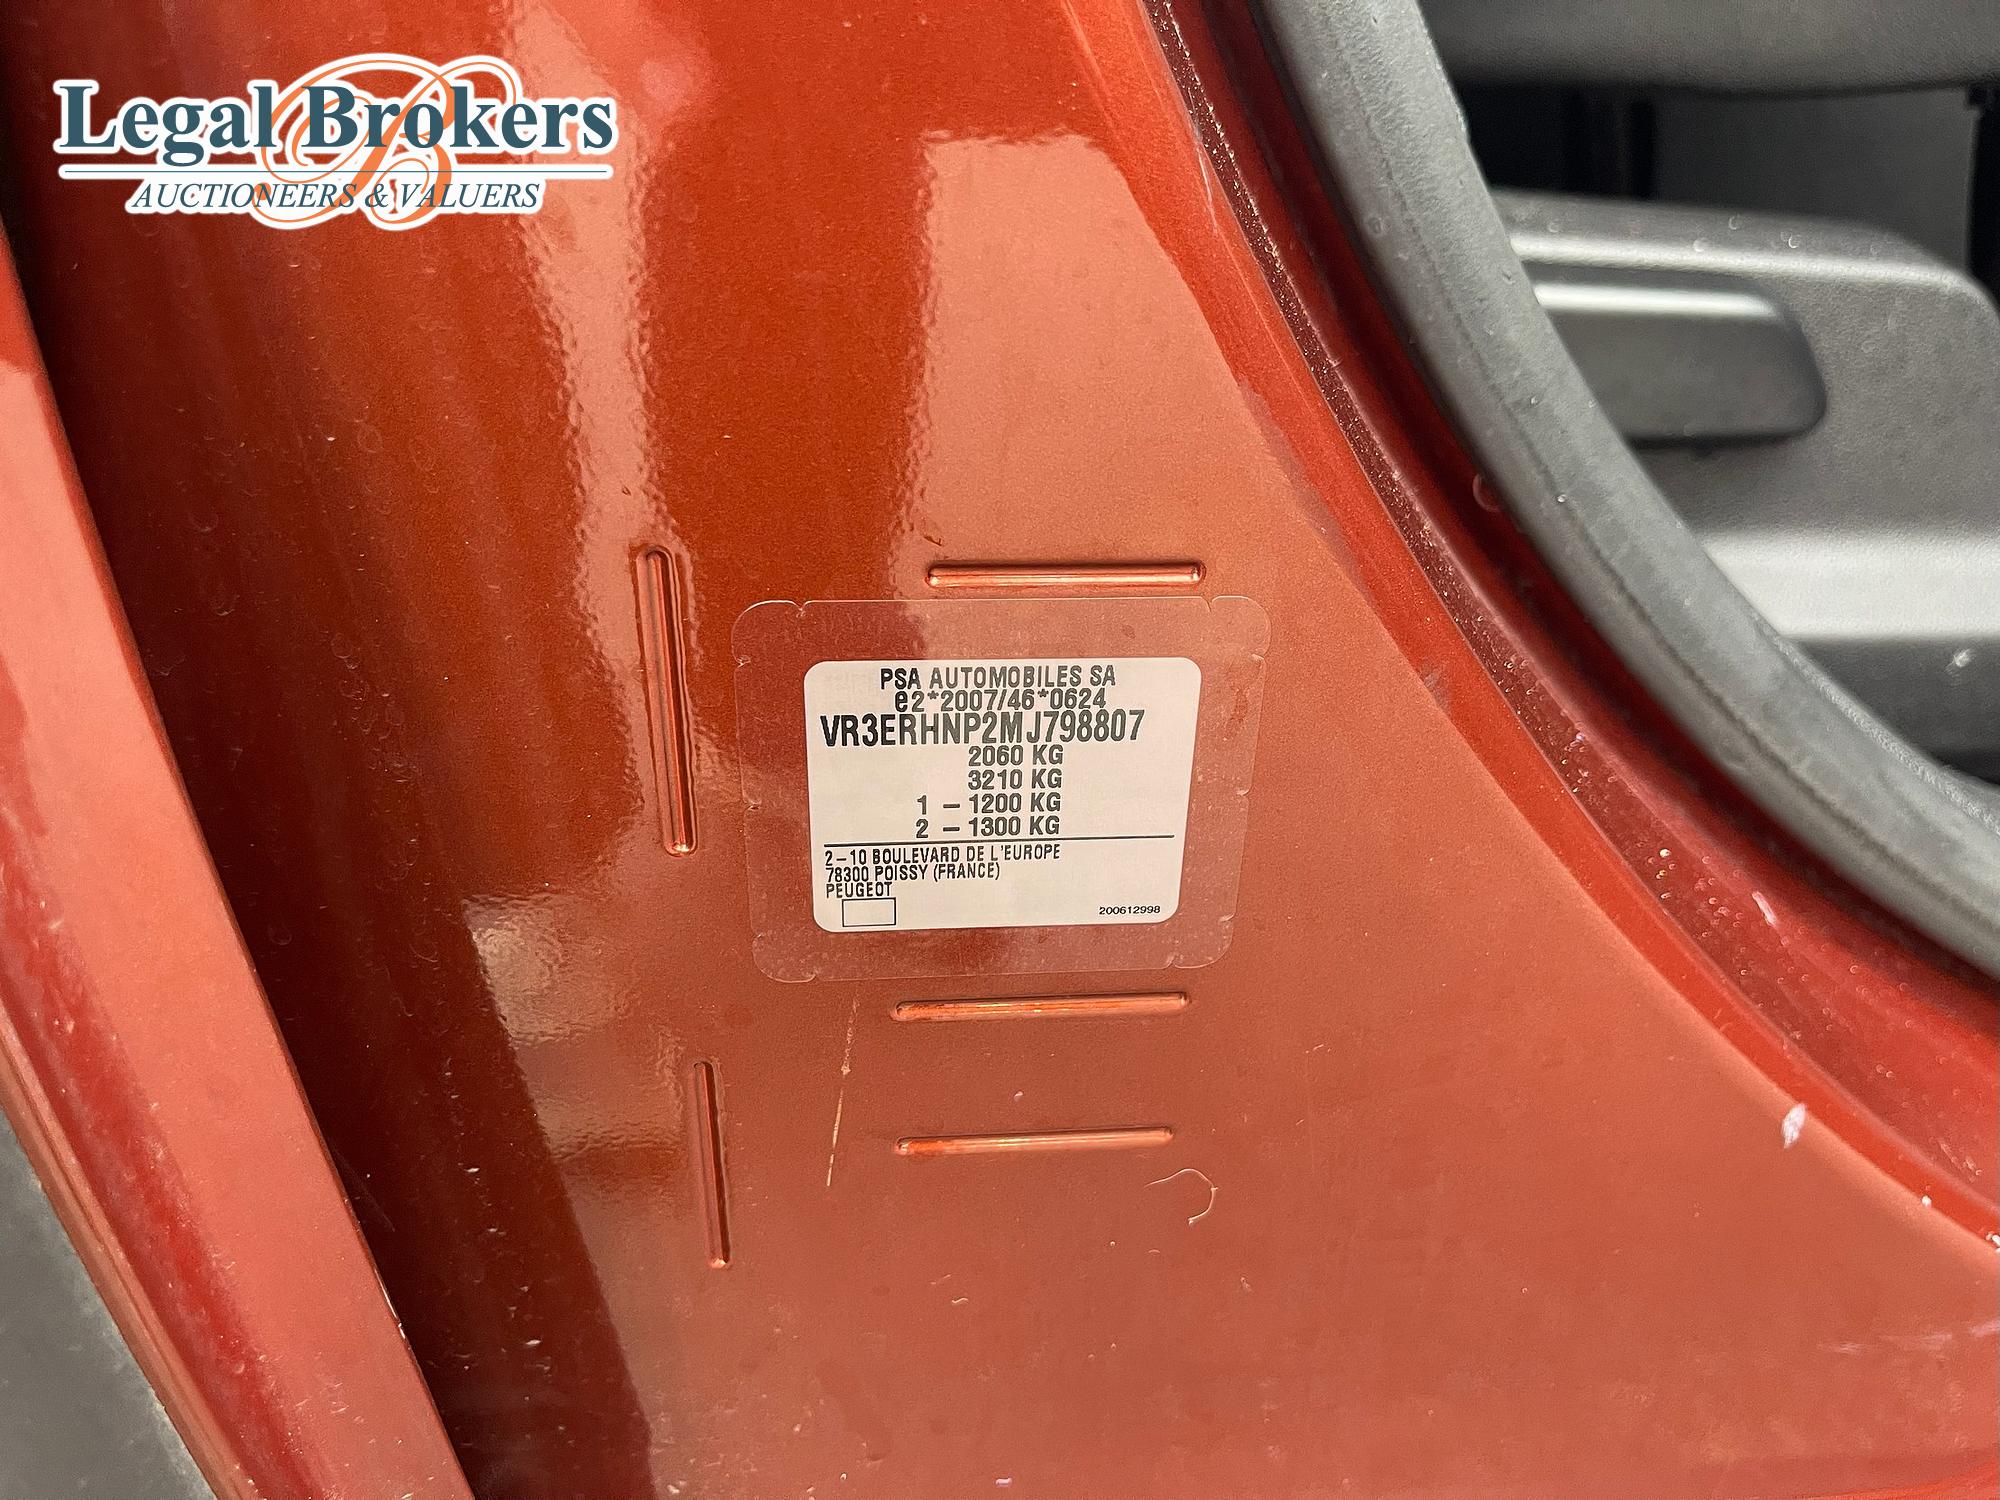 Legal Brokers
AUCTIONEERS & VALUERS
PSA AUTOMOBILES SA
e2*2007/46*0624
VR3ERHNP2MJ798807
2060 KG
3210 KG
1 – 1200 KG
2 – 1300 KG
2–10 BOULEVARD DE L'EUROPE
78300 POISSY (FRANCE)
PEUGEOT
200612998